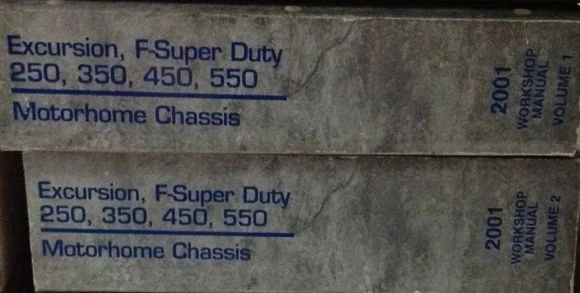 Excursion, F-Super Duty
250, 350, 450, 550
Motorhome Chassis
2001
WORKSHOP
MANUAL
VOLUME 1
Excursion, F-Super Duty
250, 350, 450, 550
Motorhome Chassis
2001
WORKSHOP
MANUAL
VOLUME 2